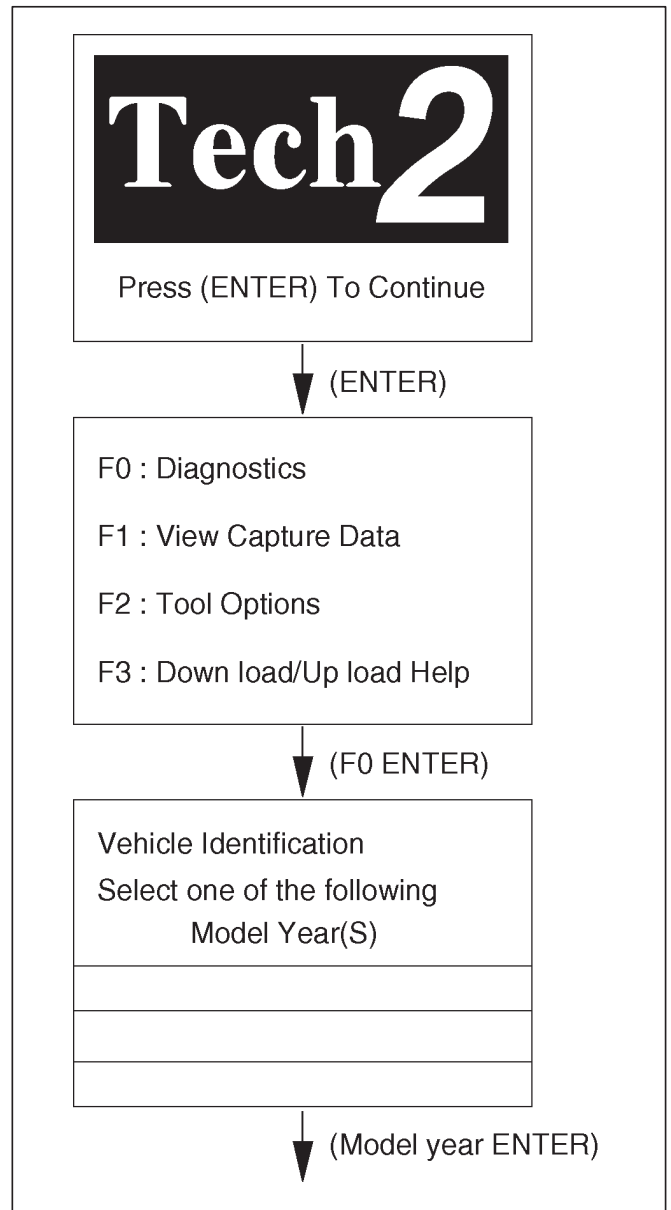 Tech2
Press (ENTER) To Continue
(ENTER)
F0 : Diagnostics
F1 : View Capture Data
F2 : Tool Options
F3 : Down load/Up load Help
(F0 ENTER)
Vehicle Identification
Select one of the following
Model Year(S)
(Model year ENTER)